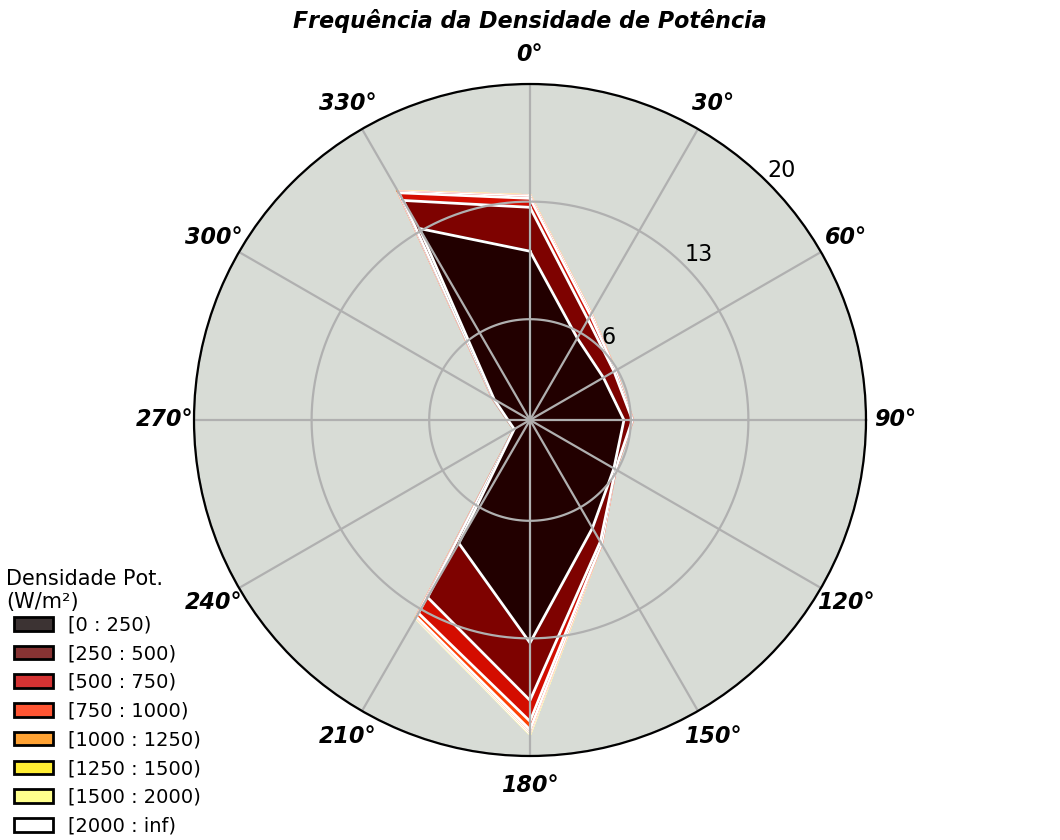 Frequência da Densidade de Potência
0°
330°
30°
20
300°
60°
13
6
270°
90°
Densidade Pot.
(W/m²)
240°
120°
[0 : 250)
[250 : 500)
[500 : 750)
[750 : 1000)
210°
150°
[1000 : 1250)
[1250 : 1500)
180°
[1500 : 2000)
[2000 : inf)